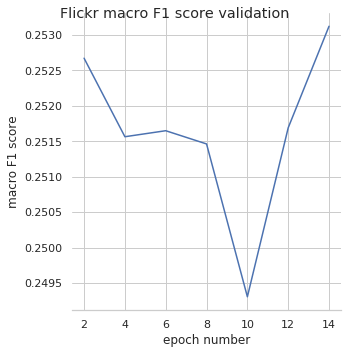 Flickr macro F1 score validation
0.2530
0.2525
0.2520
0.2515
0.2510
0.2505
0.2500
0.2495
macro F1 score
2 4 6 8 10 12 14
epoch number